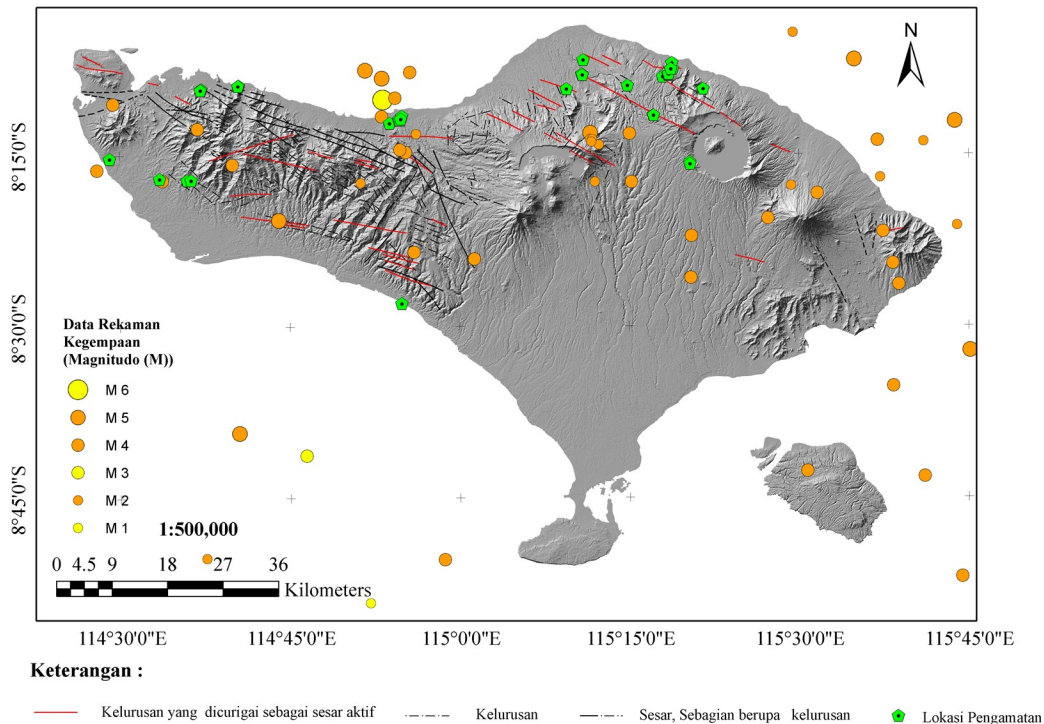 N
8°15'0"S
8°30'0"S
8°45'0"S
Data Rekaman
Kegempaan
(Magnitudo (M))
M 6
M 5
M 4
M 3
M 2
M 1
1:500,000
0 4.5 9 18 27 36
Kilometers
114°30'0"E 114°45'0"E 115°0'0"E 115°15'0"E 115°30'0"E 115°45'0"E
Keterangan :
Kelurusan yang dicurigai sebagai sesar aktif
Kelurusan
Sesar, Sebagian berupa kelurusan
Lokasi Pengamatan